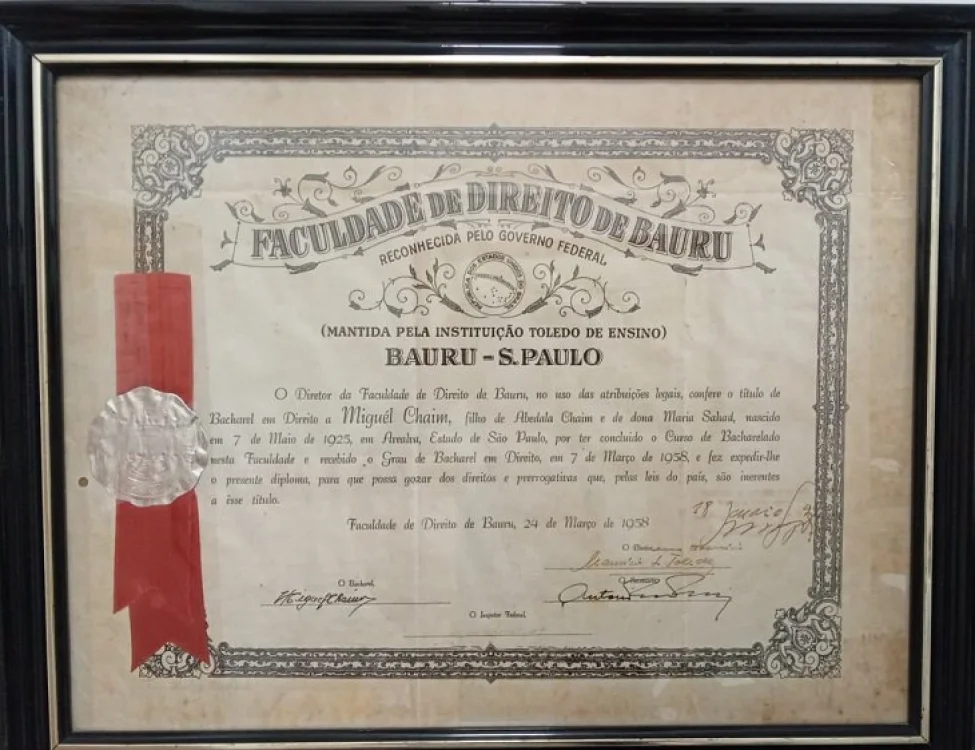 FACULDADE DE DIREITO DE BAURU
RECONHECIDA PELO GOVERNO FEDERAL
(MANTIDA PELA INSTITUIÇÃO TOLEDO DE ENSINO)
BAURU - S. PAULO
O Diretor da Faculdade de Direito de Bauru, no uso das atribuições legais, confere o título de
Bacharel em Direito a Miguel Chaim, filho de Abedala Chaim e de dona Maria Sahad, nascido
em 7 de Maio de 1925, em Arealva, Estado de São Paulo, por ter concluido o Curso de Bacharelado
nesta Faculdade e recebido o Grau de Bacharel em Direito, em 7 de Março de 1958, e fez expedir-lhe
o presente diploma, para que possa gozar dos direitos e prerrogativas que, pelas leis do país, são inerentes
a êsse título.
Faculdade de Direito de Bauru, 24 de Março de 1958
18
O Bacharel
Miguel Chaim
O Secretário
O Inspetor Federal